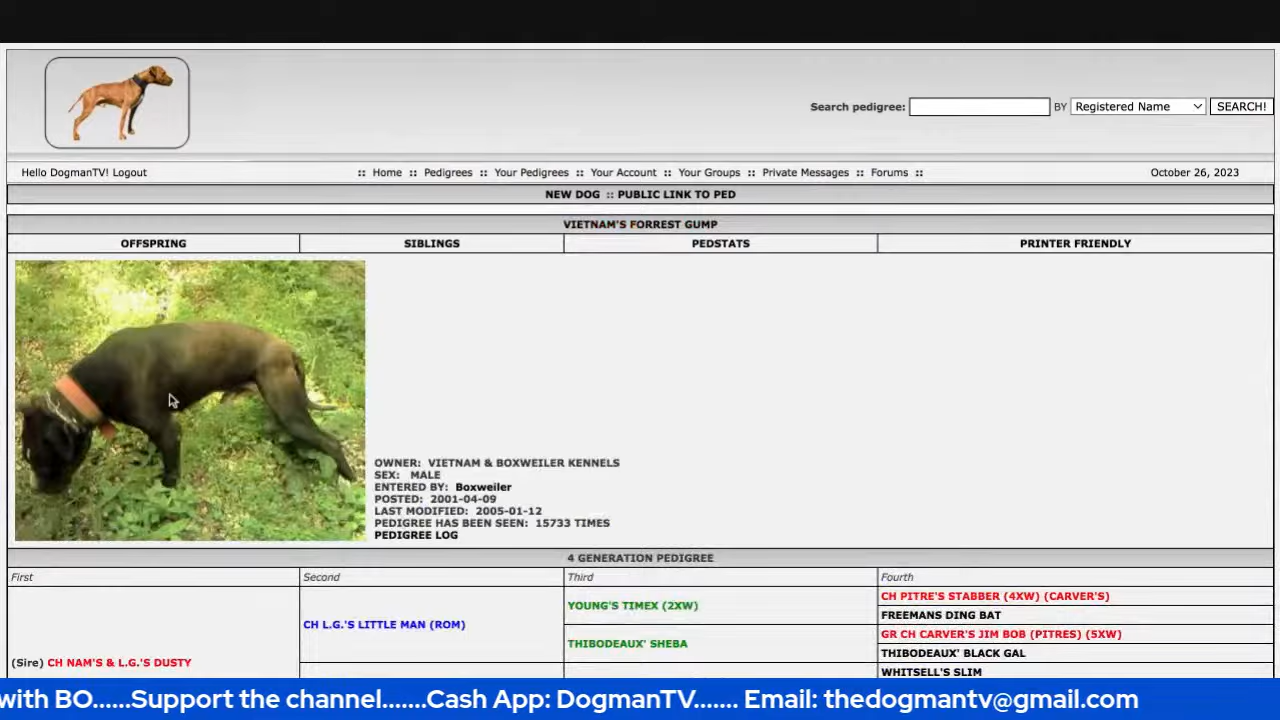 Search pedigree: BY Registered Name SEARCH!
Hello DogmanTV! Logout :: Home :: Pedigrees :: Your Pedigrees :: Your Account :: Your Groups :: Private Messages :: Forums :: October 26, 2023
NEW DOG :: PUBLIC LINK TO PED
VIETNAM'S FORREST GUMP
OFFSPRING SIBLINGS PEDSTATS PRINTER FRIENDLY
OWNER: VIETNAM & BOXWEILER KENNELS
SEX: MALE
ENTERED BY: Boxweiler
POSTED: 2001-04-09
LAST MODIFIED: 2005-01-12
PEDIGREE HAS BEEN SEEN: 15733 TIMES
PEDIGREE LOG
4 GENERATION PEDIGREE
First Second Third Fourth
(Sire) CH NAM'S & L.G.'S DUSTY
CH L.G.'S LITTLE MAN (ROM)
YOUNG'S TIMEX (2XW)
THIBODEAUX' SHEBA
CH PITRE'S STABBER (4XW) (CARVER'S)
FREEMANS DING BAT
GR CH CARVER'S JIM BOB (PITRES) (5XW)
THIBODEAUX' BLACK GAL
WHITSELL'S SLIM
with BO......Support the channel.......Cash App: DogmanTV....... Email: thedogmantv@gmail.com